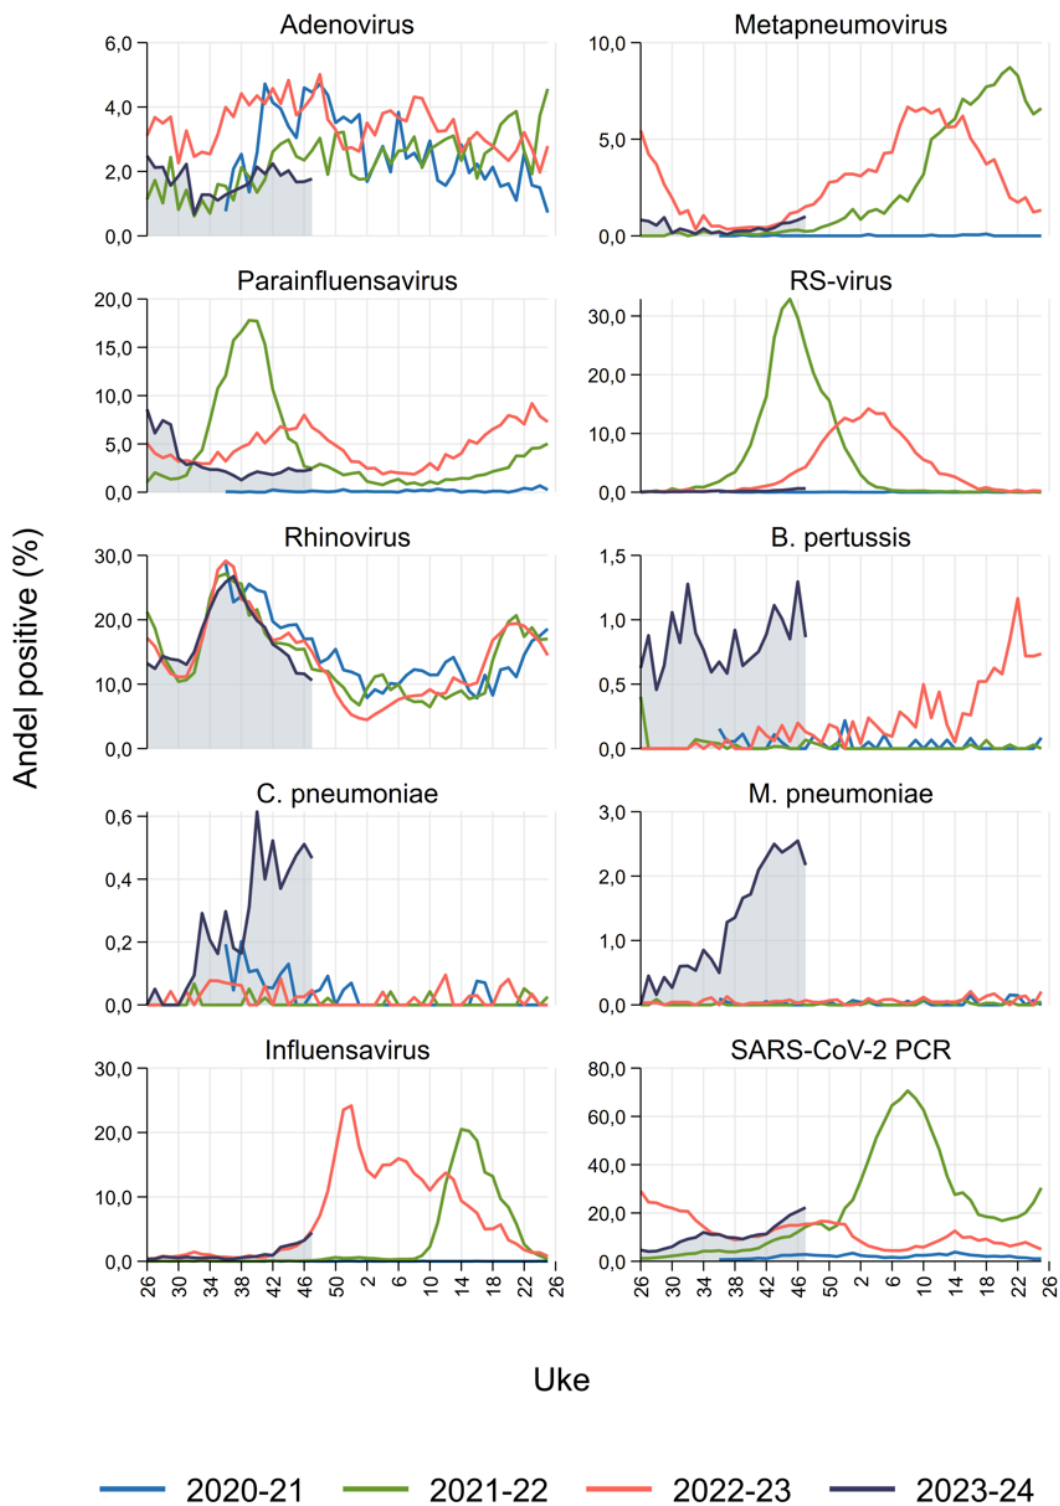 Adenovirus
Metapneumovirus
6,0
4,0
2,0
0,0
10,0
5,0
0,0
Parainfluensavirus
RS-virus
20,0
15,0
10,0
5,0
0,0
30,0
20,0
10,0
0,0
Rhinovirus
B. pertussis
30,0
20,0
10,0
0,0
1,5
1,0
0,5
0,0
C. pneumoniae
M. pneumoniae
0,6
0,4
0,2
0,0
3,0
2,0
1,0
0,0
Influensavirus
SARS-CoV-2 PCR
30,0
20,0
10,0
0,0
80,0
60,0
40,0
20,0
0,0
26 30 34 38 42 46 50 2 6 10 14 18 22 26
26 30 34 38 42 46 50 2 6 10 14 18 22 26
Andel positive (%)
Uke
2020-21 2021-22 2022-23 2023-24